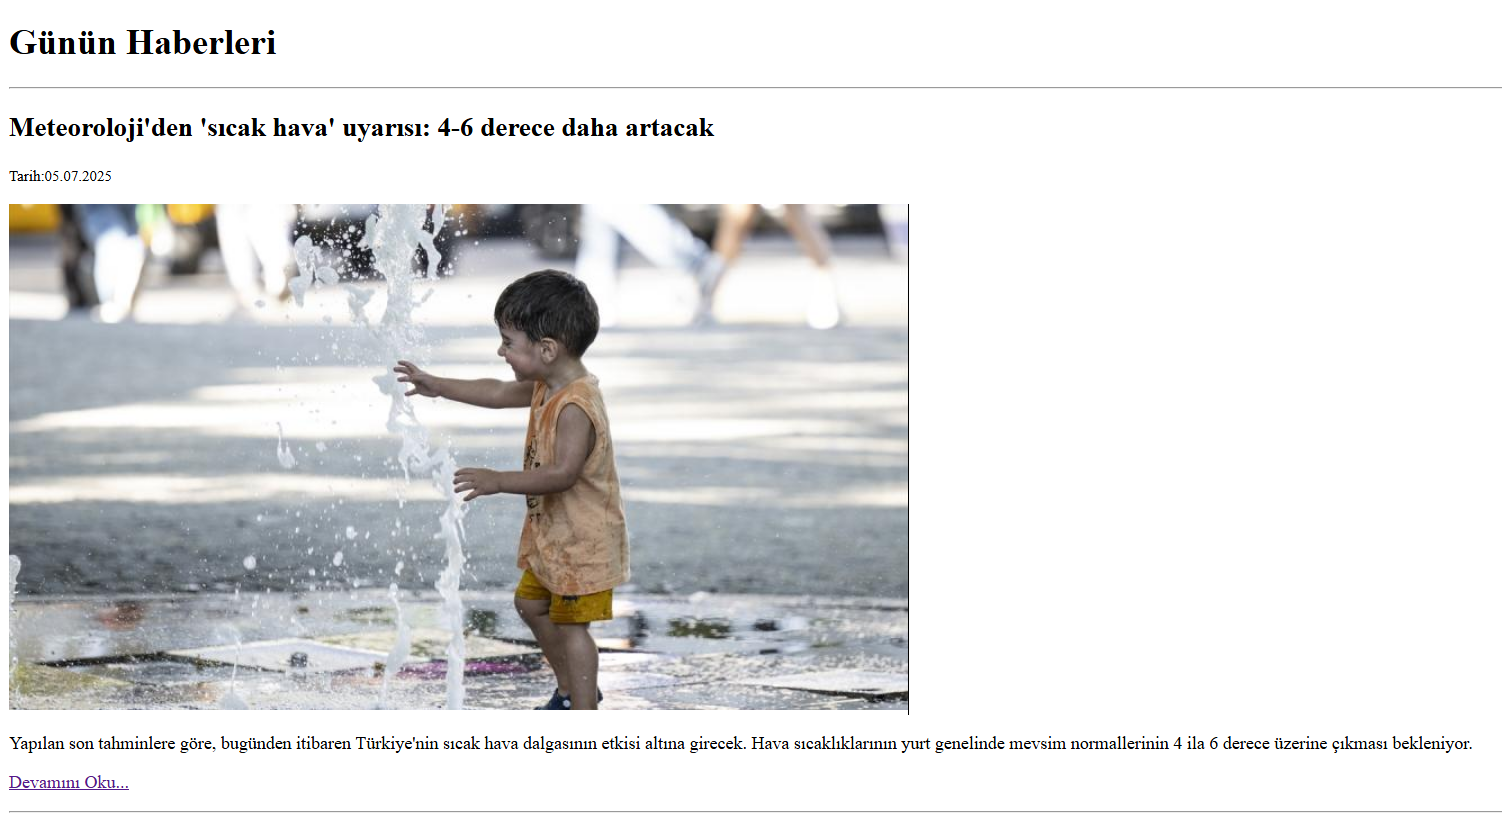 Günün Haberleri
Meteoroloji'den 'sıcak hava' uyarısı: 4-6 derece daha artacak
Tarih:05.07.2025
Yapılan son tahminlere göre, bugünden itibaren Türkiye'nin sıcak hava dalgasının etkisi altına girecek. Hava sıcaklıklarının yurt genelinde mevsim normallerinin 4 ila 6 derece üzerine çıkması bekleniyor.
Devamını Oku...